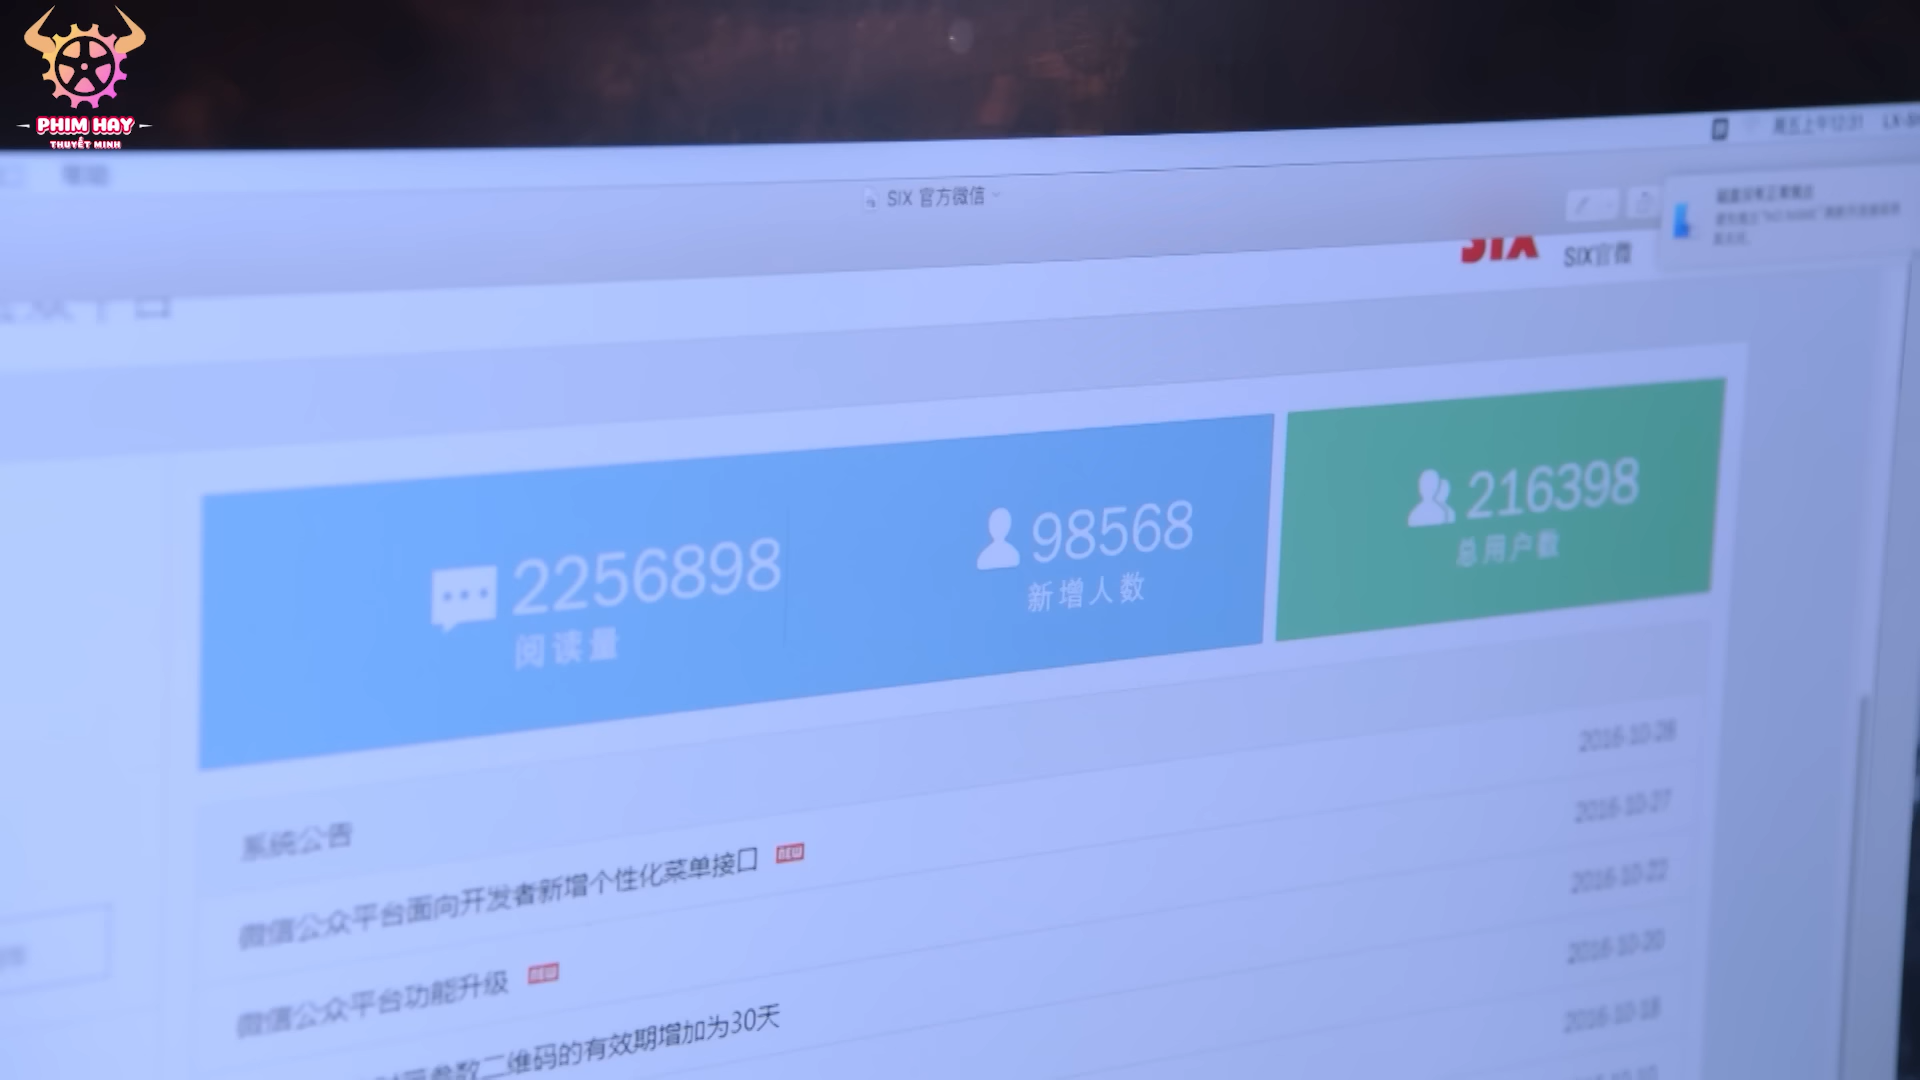 PHIM HAY
THUYẾT MINH
SIX 官方微信
SIX
SIX官微
2256898
阅读量
98568
新增人数
216398
总用户数
系统公告
2016-10-28
微信公众平台面向开发者新增个性化菜单接口 NEW
2016-10-27
微信公众平台功能升级 NEW
2016-10-22
参数二维码的有效期增加为30天
2016-10-20
2016-10-18